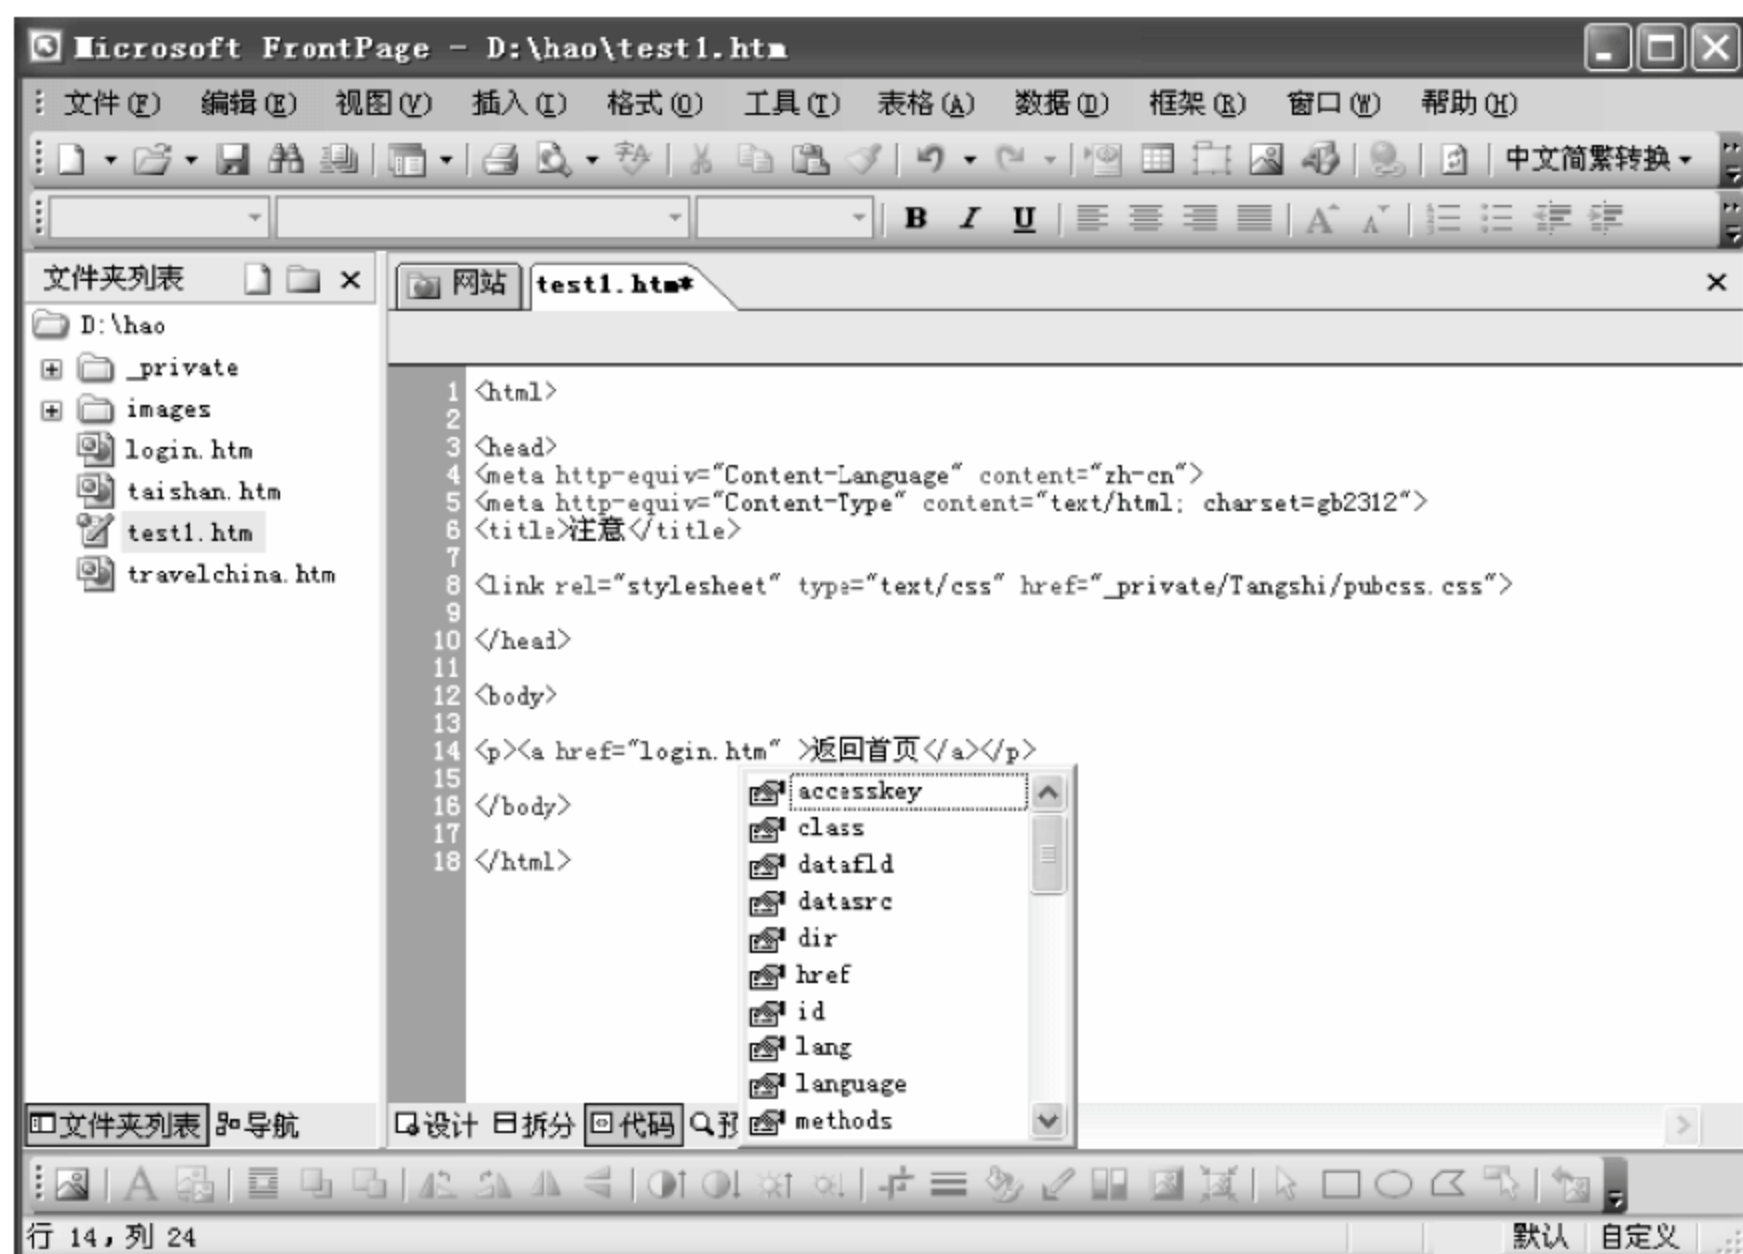 Microsoft FrontPage - D:\hao\test1.htm
文件(F) 编辑(E) 视图(V) 插入(I) 格式(O) 工具(T) 表格(A) 数据(D) 框架(R) 窗口(W) 帮助(H)
中文简繁转换
B I U A A
文件夹列表
网站 test1.htm*
D:\hao
_private
images
login.htm
taishan.htm
test1.htm
travelchina.htm
1 <html>
2
3 <head>
4 <meta http-equiv="Content-Language" content="zh-cn">
5 <meta http-equiv="Content-Type" content="text/html; charset=gb2312">
6 <title>注意</title>
7
8 <link rel="stylesheet" type="text/css" href="_private/Tangshi/pubcss.css">
9
10 </head>
11
12 <body>
13
14 <p><a href="login.htm" >返回首页</a></p>
15
16 </body>
17
18 </html>
accesskey
class
datafld
datasrc
dir
href
id
lang
language
methods
文件夹列表 导航 设计 拆分 代码 预
A
行 14, 列 24 默认 自定义